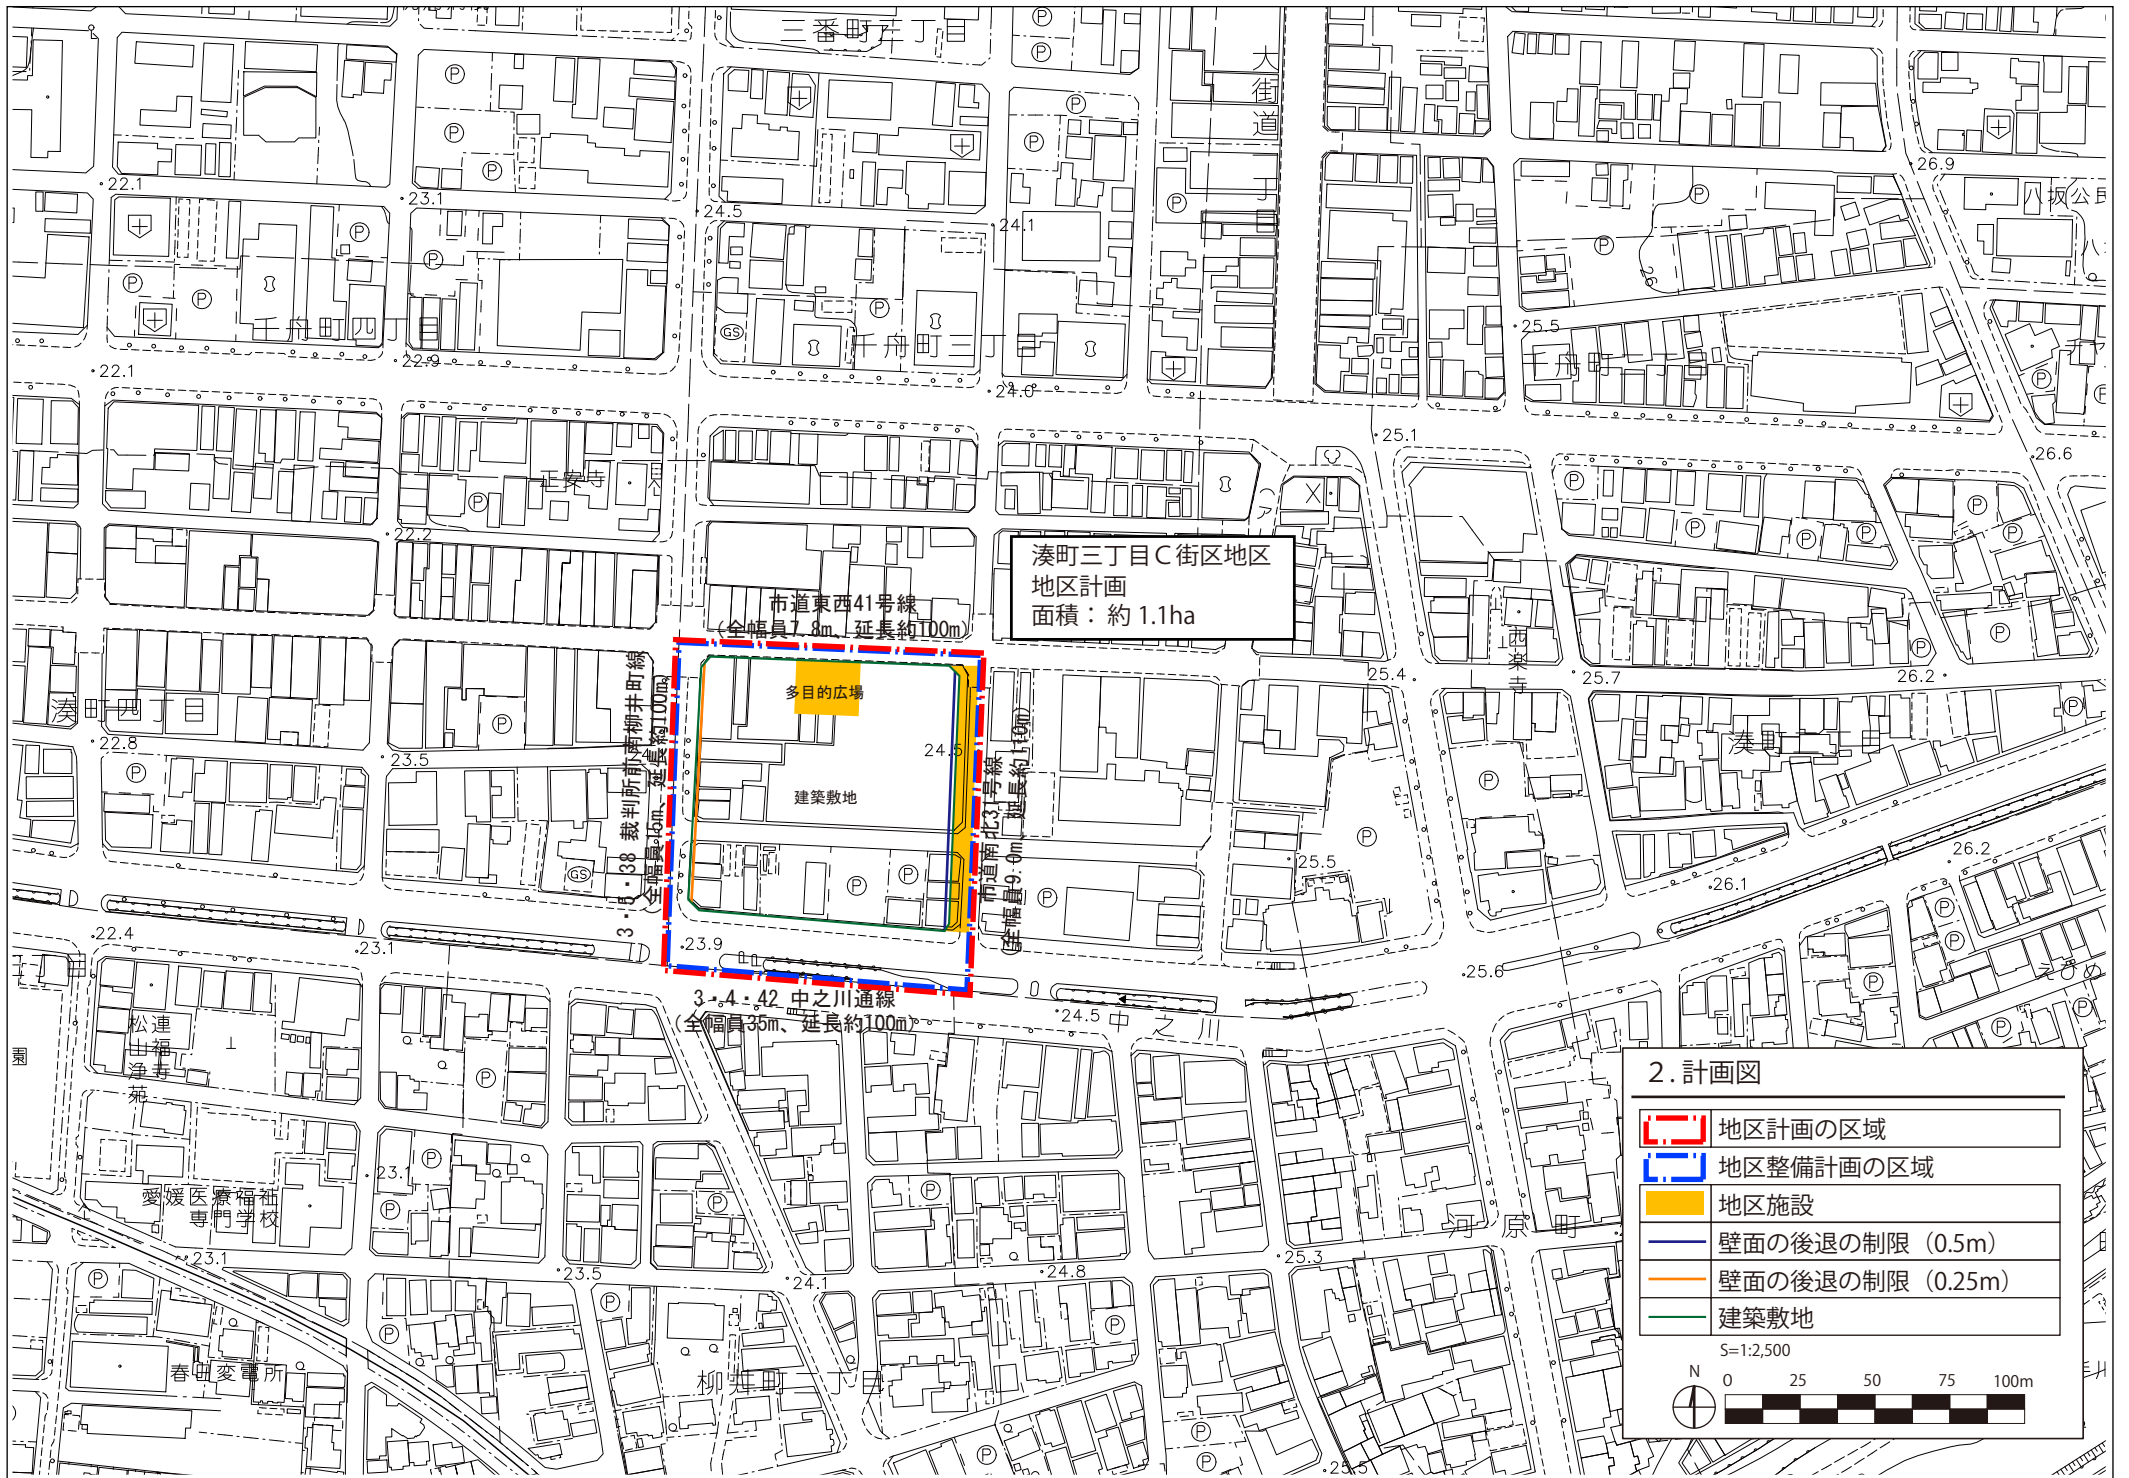 三番町三丁目
大街道一丁目
26.9
八坂公民
22.1
23.1
24.5
24.1
26
千舟町四丁目
GS
千舟町三丁目
25.5
千舟町二丁目
22.1
22.9
24.0
25.1
26.6
正安寺
22.2
湊町三丁目C街区地区
地区計画
面積：約 1.1ha
市道東西41号線
（全幅員7.8m、延長約100m）
西楽寺
25.4
25.7
26.2
多目的広場
湊町四丁目
22.8
23.5
24.5
湊町二丁目
3・5・38 裁判所前南柳井町線
（全幅員15m、延長約100m）
建築敷地
市道南北31号線
（全幅員9.0m、延長約110m）
GS
25.5
26.2
26.1
22.4
23.1
23.9
25.6
3・4・42 中之川通線
（全幅員35m、延長約100m）
24.5
中之川
えひめ
松山浄苑
連福寺
園
23.1
愛媛医療福祉
専門学校
河原町
23.1
23.5
24.1
24.8
25.3
春日変電所
柳井町二丁目
25.5
2. 計画図
地区計画の区域
地区整備計画の区域
地区施設
壁面の後退の制限（0.5m）
壁面の後退の制限（0.25m）
建築敷地
S=1:2,500
N
0 25 50 75 100m